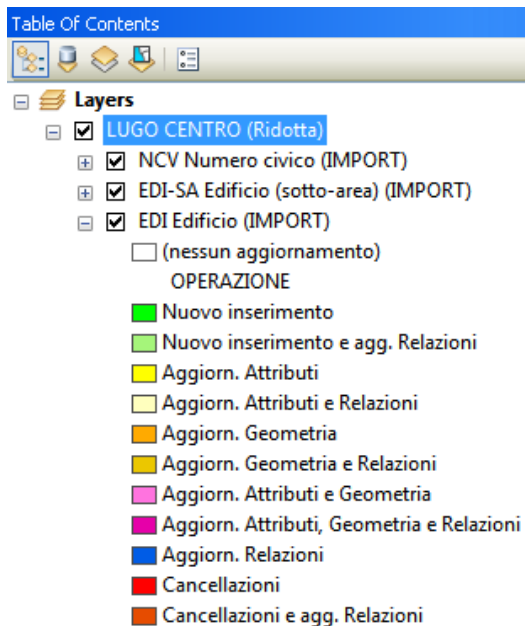 Table Of Contents
Layers
LUGO CENTRO (Ridotta)
NCV Numero civico (IMPORT)
EDI-SA Edificio (sotto-area) (IMPORT)
EDI Edificio (IMPORT)
(nessun aggiornamento)
OPERAZIONE
Nuovo inserimento
Nuovo inserimento e agg. Relazioni
Aggiorn. Attributi
Aggiorn. Attributi e Relazioni
Aggiorn. Geometria
Aggiorn. Geometria e Relazioni
Aggiorn. Attributi e Geometria
Aggiorn. Attributi, Geometria e Relazioni
Aggiorn. Relazioni
Cancellazioni
Cancellazioni e agg. Relazioni